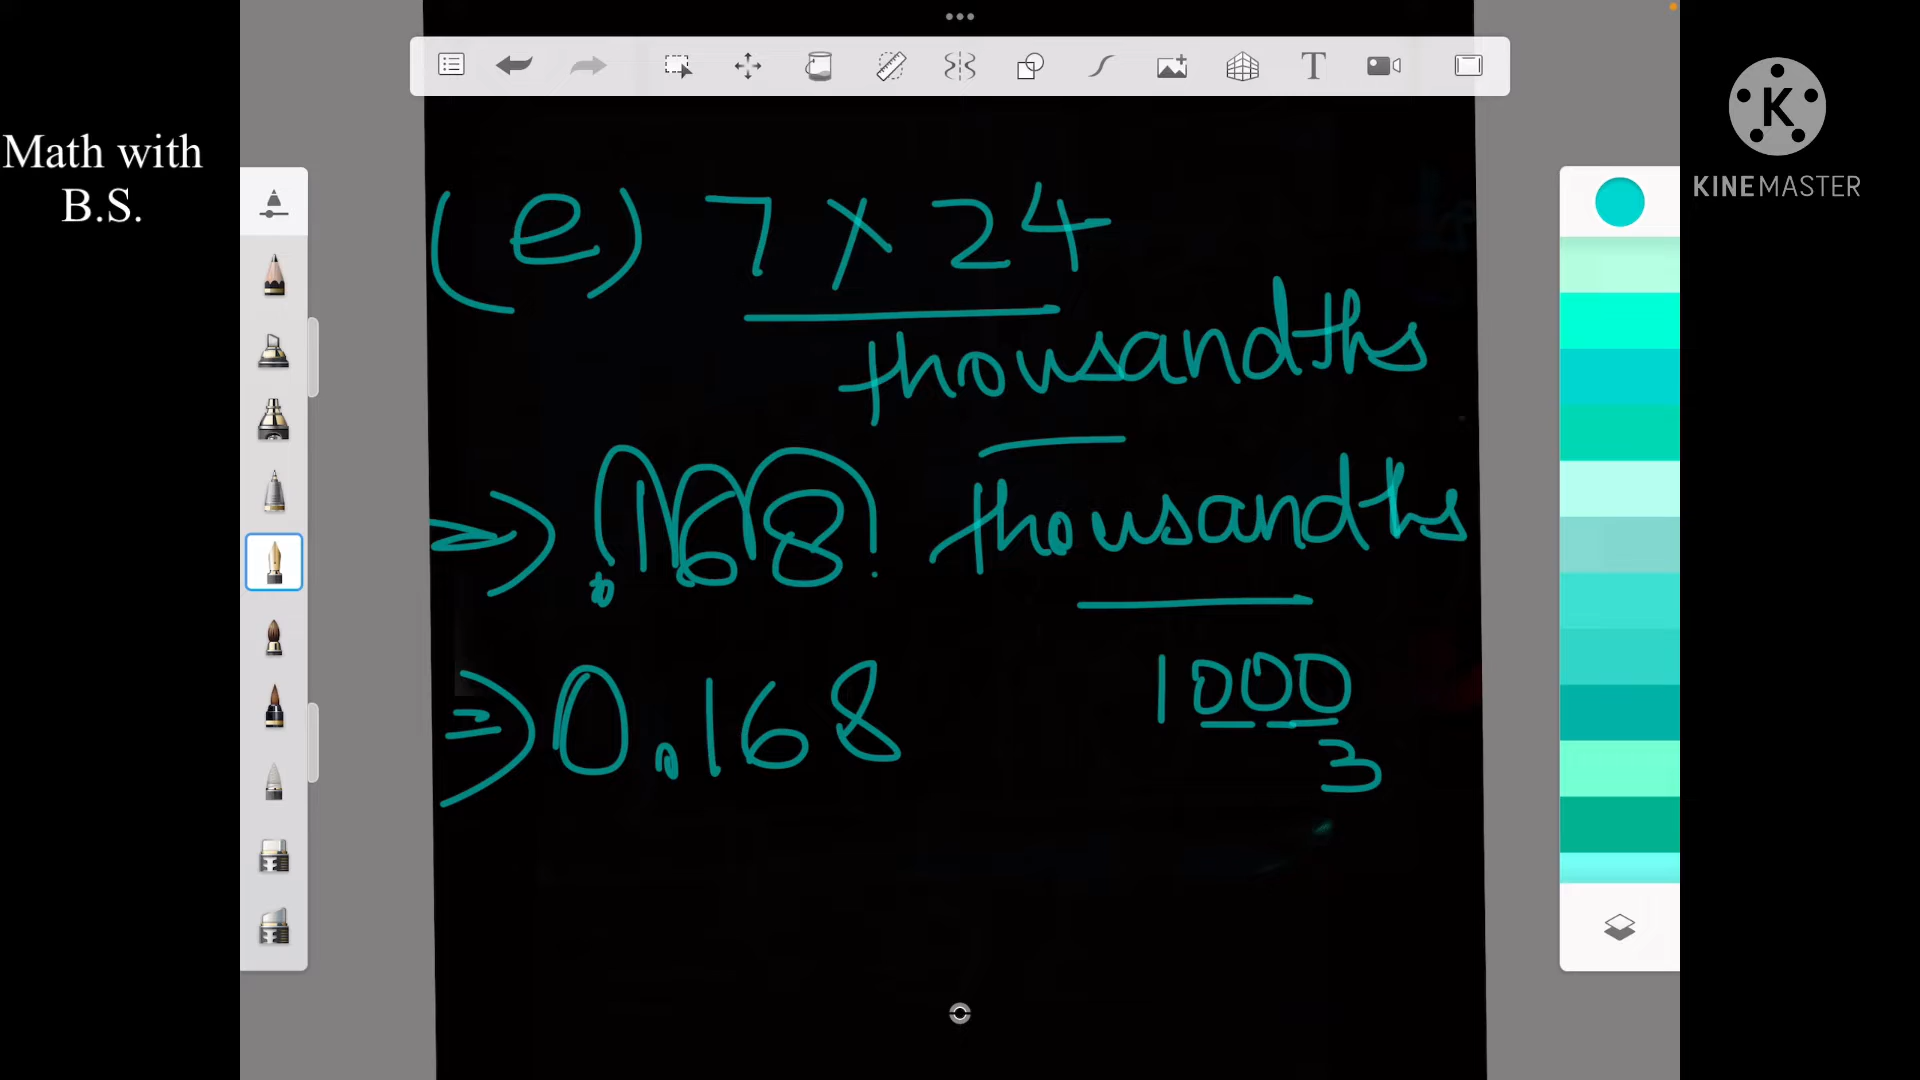 Math with
B.S.
KINEMASTER
(e) 7 × 24
thousandths
⇒ .168. thousandths
⇒ 0.168
1000
3